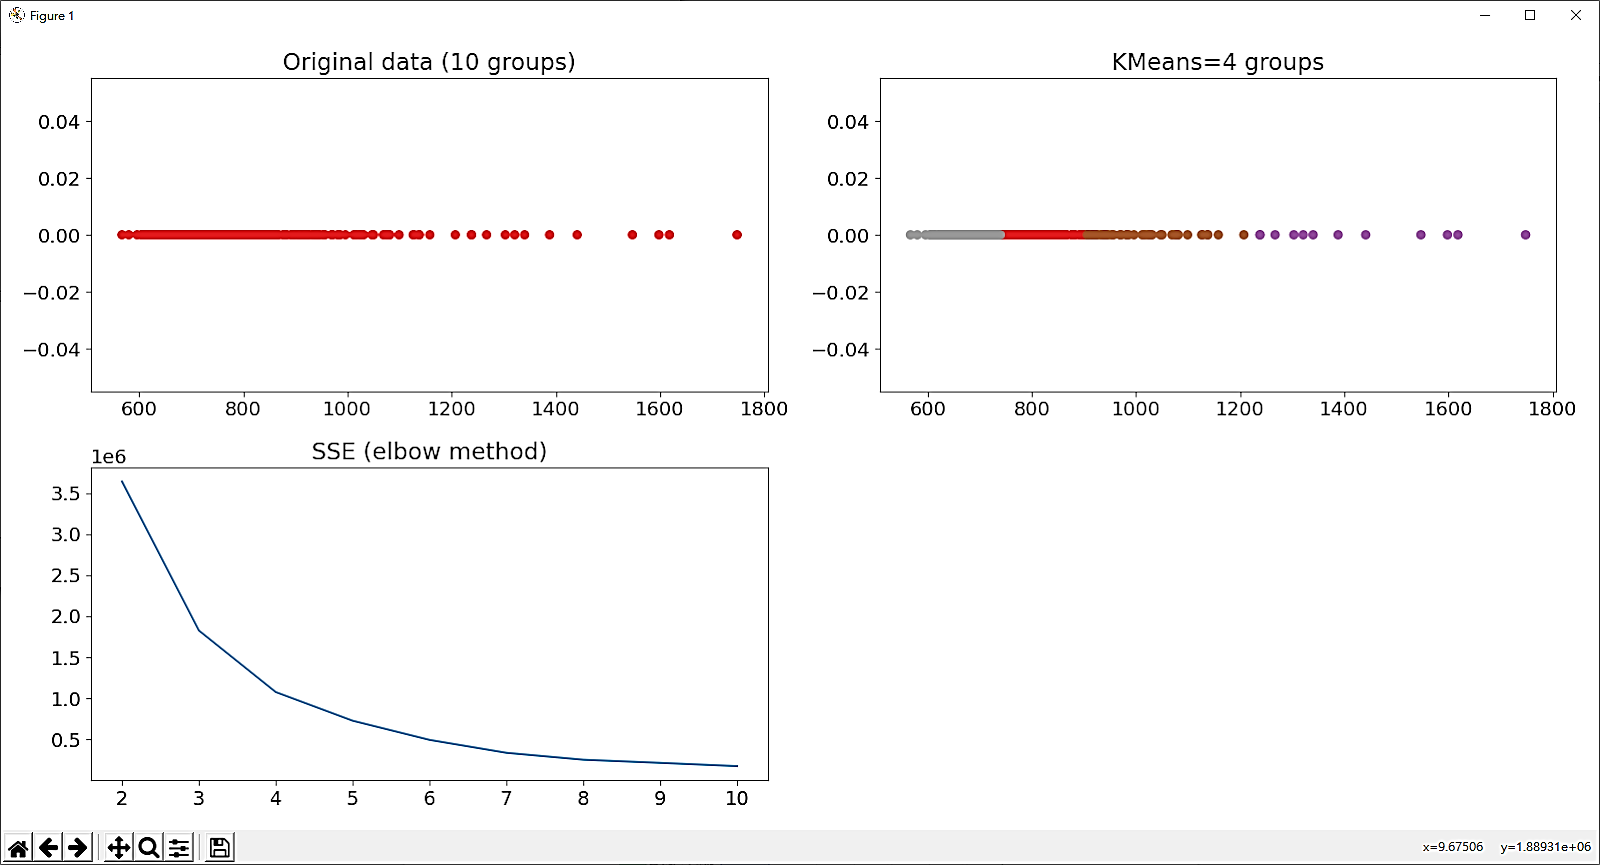 Figure 1
Original data (10 groups)
0.04
0.02
0.00
−0.02
−0.04
600 800 1000 1200 1400 1600 1800
KMeans=4 groups
0.04
0.02
0.00
−0.02
−0.04
600 800 1000 1200 1400 1600 1800
SSE (elbow method)
1e6
3.5
3.0
2.5
2.0
1.5
1.0
0.5
2 3 4 5 6 7 8 9 10
x=9.67506 y=1.88931e+06